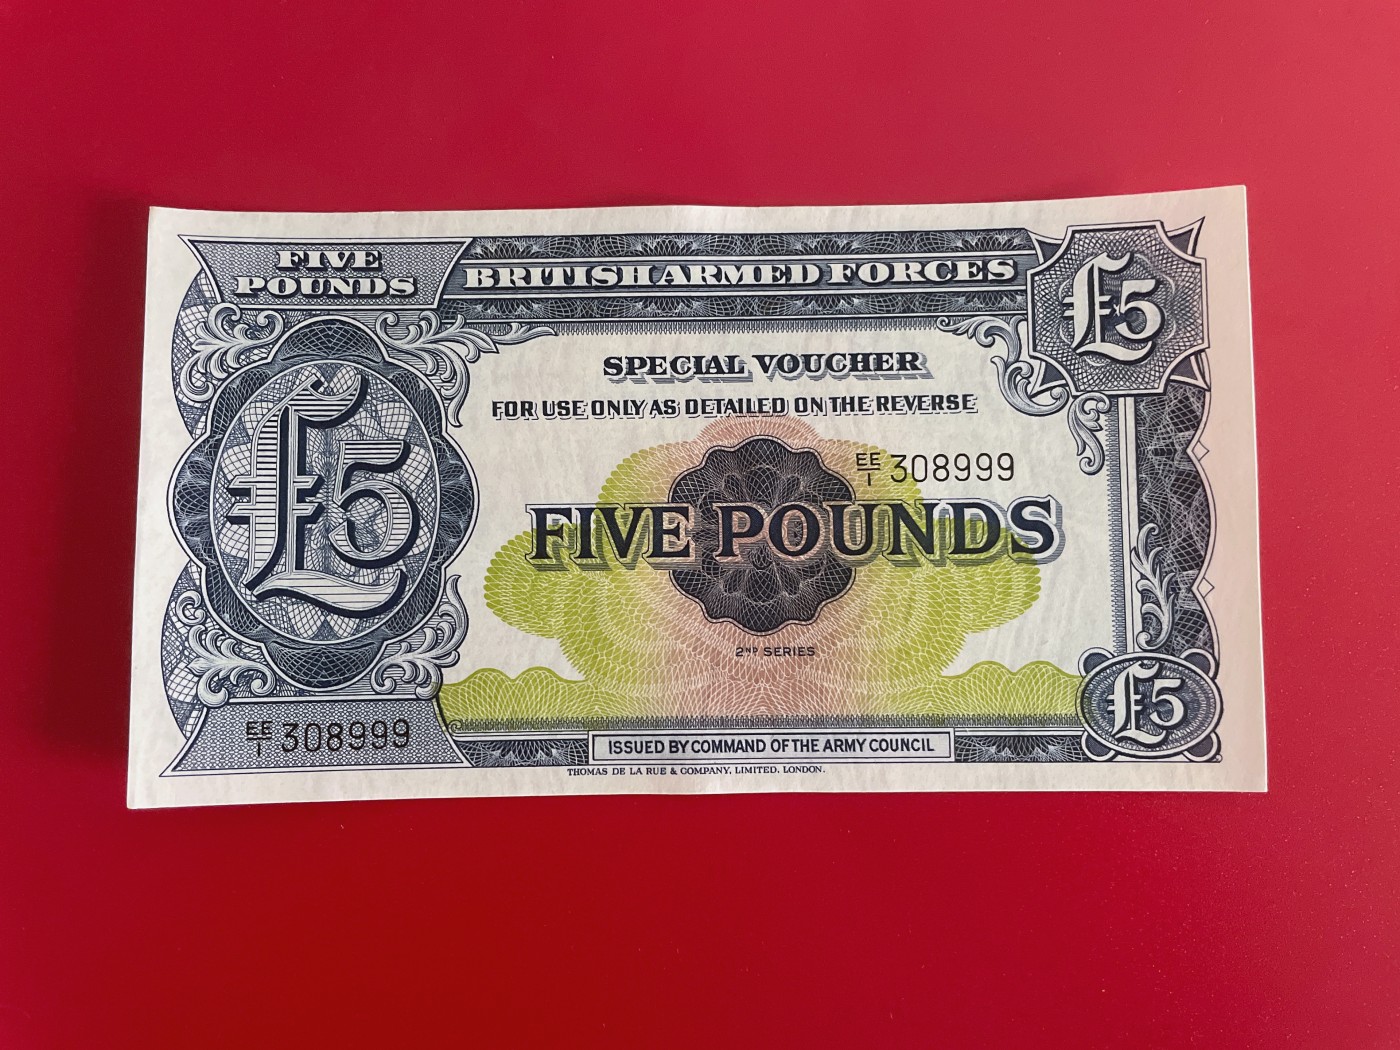 FIVE
POUNDS
BRITISH ARMED FORCES
£5
SPECIAL VOUCHER
FOR USE ONLY AS DETAILED ON THE REVERSE
£5
EE/1 308999
FIVE POUNDS
2ND SERIES
£5
EE/1 308999
ISSUED BY COMMAND OF THE ARMY COUNCIL
THOMAS DE LA RUE & COMPANY, LIMITED. LONDON.